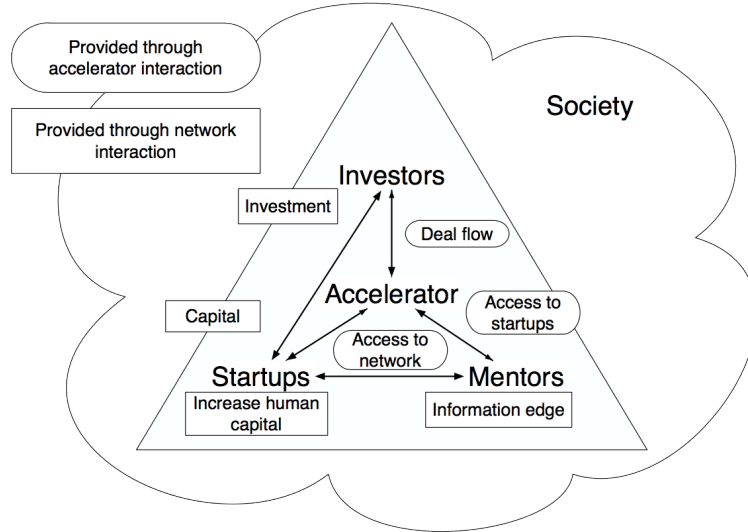 Provided through
accelerator interaction
Society
Provided through network
interaction
Investors
Investment
Deal flow
Accelerator
Access to
startups
Capital
Access to
network
Startups
Mentors
Increase human
capital
Information edge